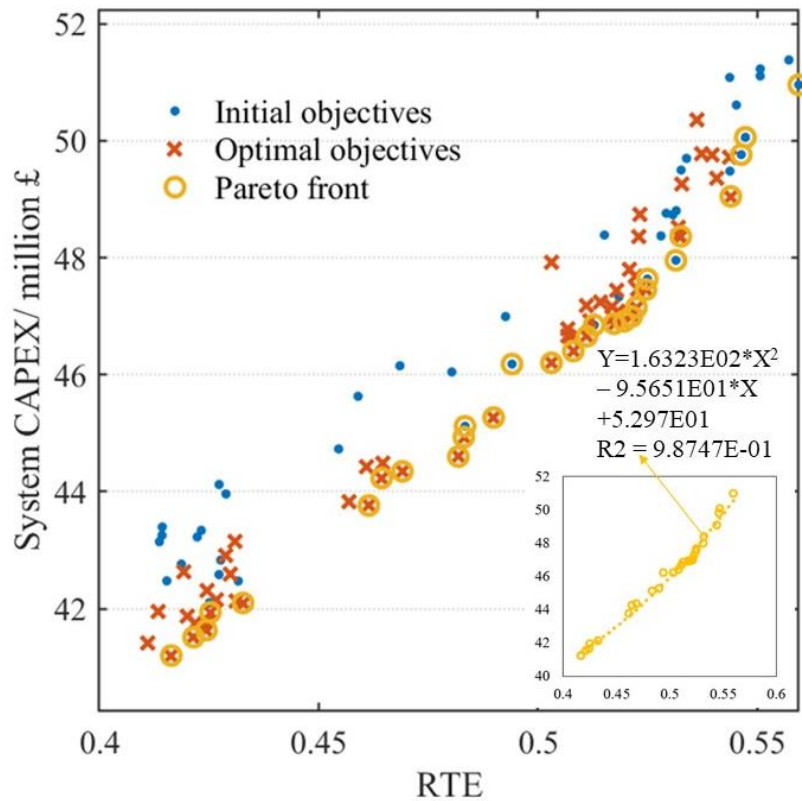 52
50
48
46
44
42
System CAPEX/ million £
Initial objectives
Optimal objectives
Pareto front
Y=1.6323E02*X²
– 9.5651E01*X
+5.297E01
R2 = 9.8747E-01
52
50
48
46
44
42
40
0.4
0.45
0.5
0.55
0.6
0.4
0.45
0.5
0.55
RTE